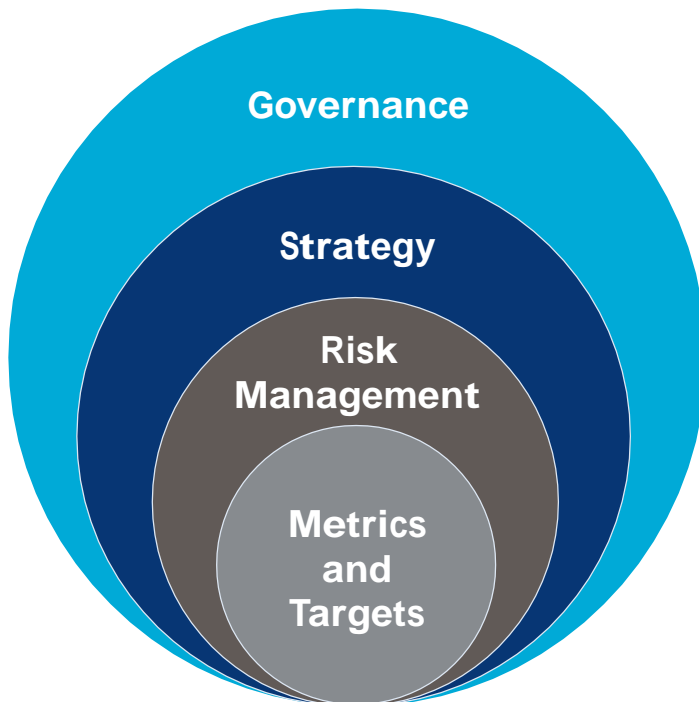 Governance
Strategy
Risk
Management
Metrics
and
Targets